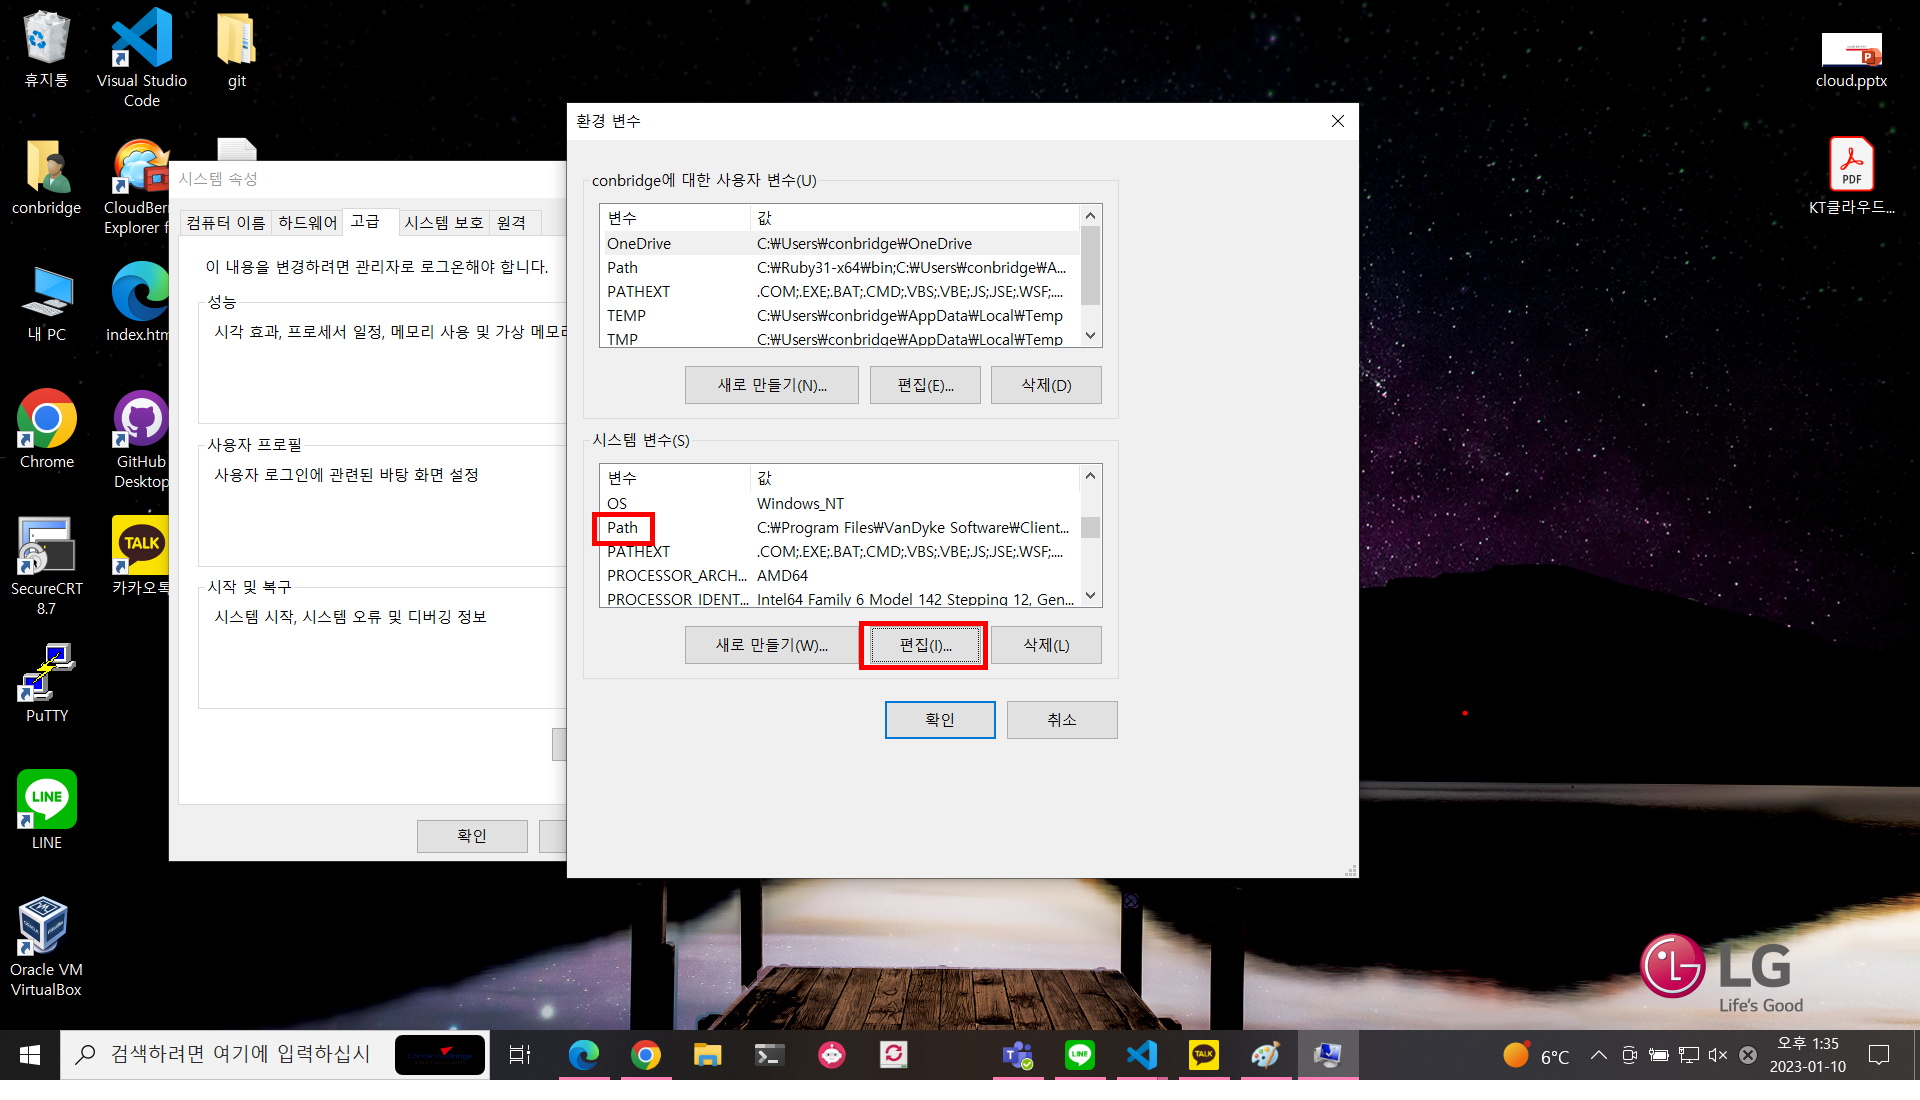 휴지통
Visual Studio
Code
git
cloud.pptx
conbridge
CloudBer
Explorer f
PDF
KT클라우드...
내 PC
index.htm
Chrome
GitHub
Desktop
SecureCRT
8.7
TALK
카카오톡
PuTTY
LINE
LINE
Oracle VM
VirtualBox
시스템 속성
컴퓨터 이름
하드웨어
고급
시스템 보호
원격
이 내용을 변경하려면 관리자로 로그온해야 합니다.
성능
시각 효과, 프로세서 일정, 메모리 사용 및 가상 메모리
사용자 프로필
사용자 로그인에 관련된 바탕 화면 설정
시작 및 복구
시스템 시작, 시스템 오류 및 디버깅 정보
확인
환경 변수
conbridge에 대한 사용자 변수(U)
변수 값
OneDrive C:₩Users₩conbridge₩OneDrive
Path C:₩Ruby31-x64₩bin;C:₩Users₩conbridge₩A...
PATHEXT .COM;.EXE;.BAT;.CMD;.VBS;.VBE;.JS;.JSE;.WSF;....
TEMP C:₩Users₩conbridge₩AppData₩Local₩Temp
TMP C:₩Users₩conbridge₩AppData₩Local₩Temp
새로 만들기(N)... 편집(E)... 삭제(D)
시스템 변수(S)
변수 값
OS Windows_NT
Path C:₩Program Files₩VanDyke Software₩Client...
PATHEXT .COM;.EXE;.BAT;.CMD;.VBS;.VBE;.JS;.JSE;.WSF;....
PROCESSOR_ARCH... AMD64
PROCESSOR_IDENT... Intel64 Family 6 Model 142 Stepping 12, Gen...
새로 만들기(W)... 편집(I)... 삭제(L)
확인 취소
LG
Life's Good
검색하려면 여기에 입력하십시
LINE
TALK
6°C
오후 1:35
2023-01-10